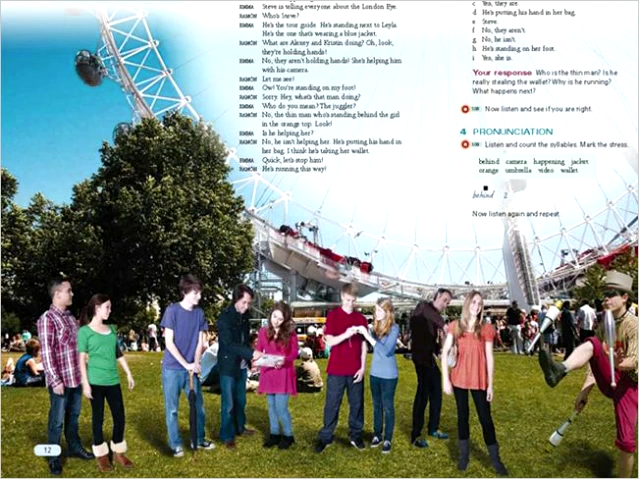 EMMA Steve is telling everyone about the London Eye.
RAMÓN Who's Steve?
EMMA He's the tour guide. He's standing next to Leyla.
He's the one that's wearing a blue jacket.
RAMÓN What are Alexey and Kristin doing? Oh, look,
they're holding hands!
EMMA No, they aren't holding hands! She's helping him
with his camera.
RAMÓN Let me see!
EMMA Ow! You're standing on my foot!
RAMÓN Sorry. Hey, what's that man doing?
EMMA Who do you mean? The juggler?
RAMÓN No, the thin man who's standing behind the girl
in the orange top. Look!
EMMA Is he helping her?
RAMÓN No, he isn't helping her. He's putting his hand in
her bag. I think he's taking her wallet.
EMMA Quick, let's stop him!
RAMÓN He's running this way!
c Yes, they are.
d He's putting his hand in her bag.
e Steve.
f No, they aren't.
g No, he isn't.
h He's standing on her foot.
i Yes, she is.
Your response Who is the thin man? Is he
really stealing the wallet? Why is he running?
What happens next?
Now listen and see if you are right.
4 PRONUNCIATION
Listen and count the syllables. Mark the stress.
behind camera happening jacket
orange umbrella video wallet
behind 2
Now listen again and repeat.
12